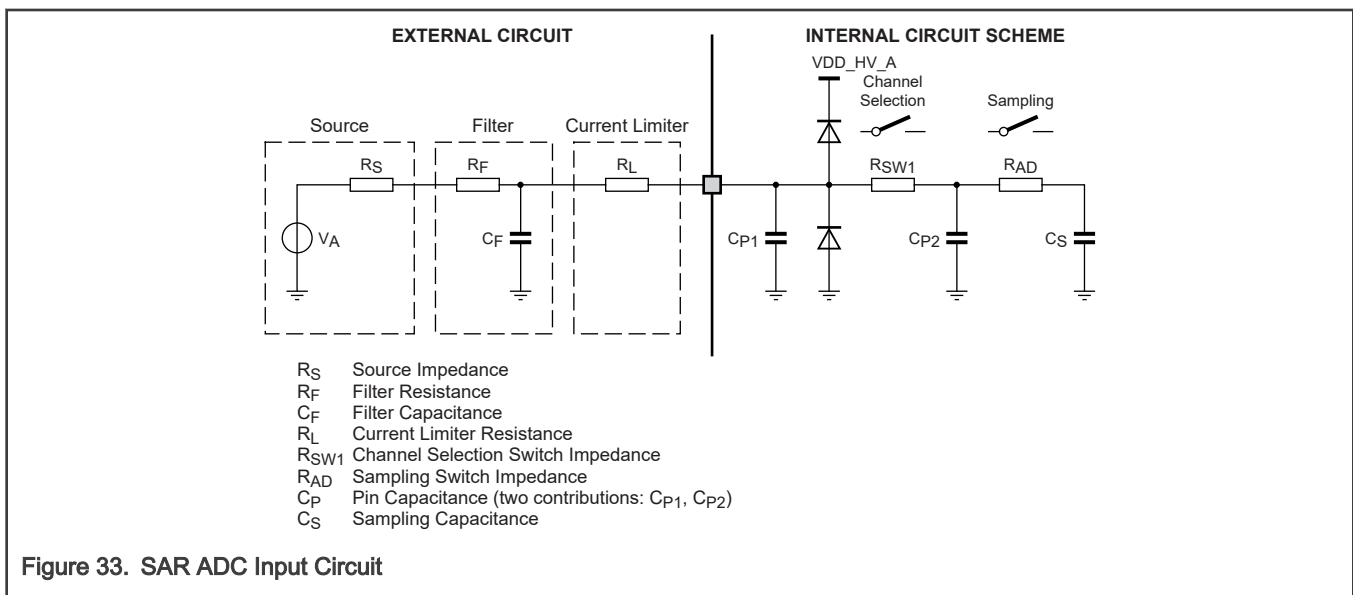 EXTERNAL CIRCUIT
INTERNAL CIRCUIT SCHEME
VDD_HV_A
Channel
Selection
Sampling
Source
Filter
Current Limiter
RS
RF
RL
RSW1
RAD
VA
CF
CP1
CP2
CS
RS Source Impedance
RF Filter Resistance
CF Filter Capacitance
RL Current Limiter Resistance
RSW1 Channel Selection Switch Impedance
RAD Sampling Switch Impedance
CP Pin Capacitance (two contributions: CP1, CP2)
CS Sampling Capacitance
Figure 33. SAR ADC Input Circuit